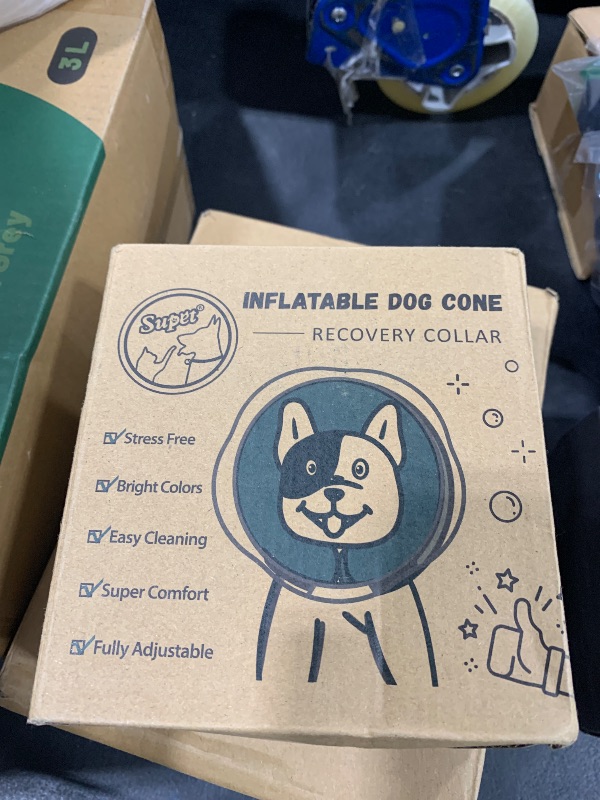 3L
Supet®
INFLATABLE DOG CONE
RECOVERY COLLAR
Stress Free
Bright Colors
Easy Cleaning
Super Comfort
Fully Adjustable